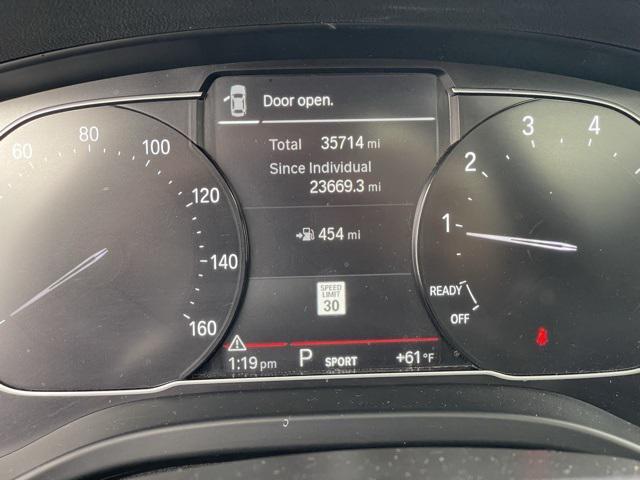 Door open.
Total 35714 mi
Since Individual
23669.3 mi
454 mi
SPEED
LIMIT
30
1:19 pm P SPORT +61°F
60 80 100 120 140 160
1 2 3 4
READY
OFF